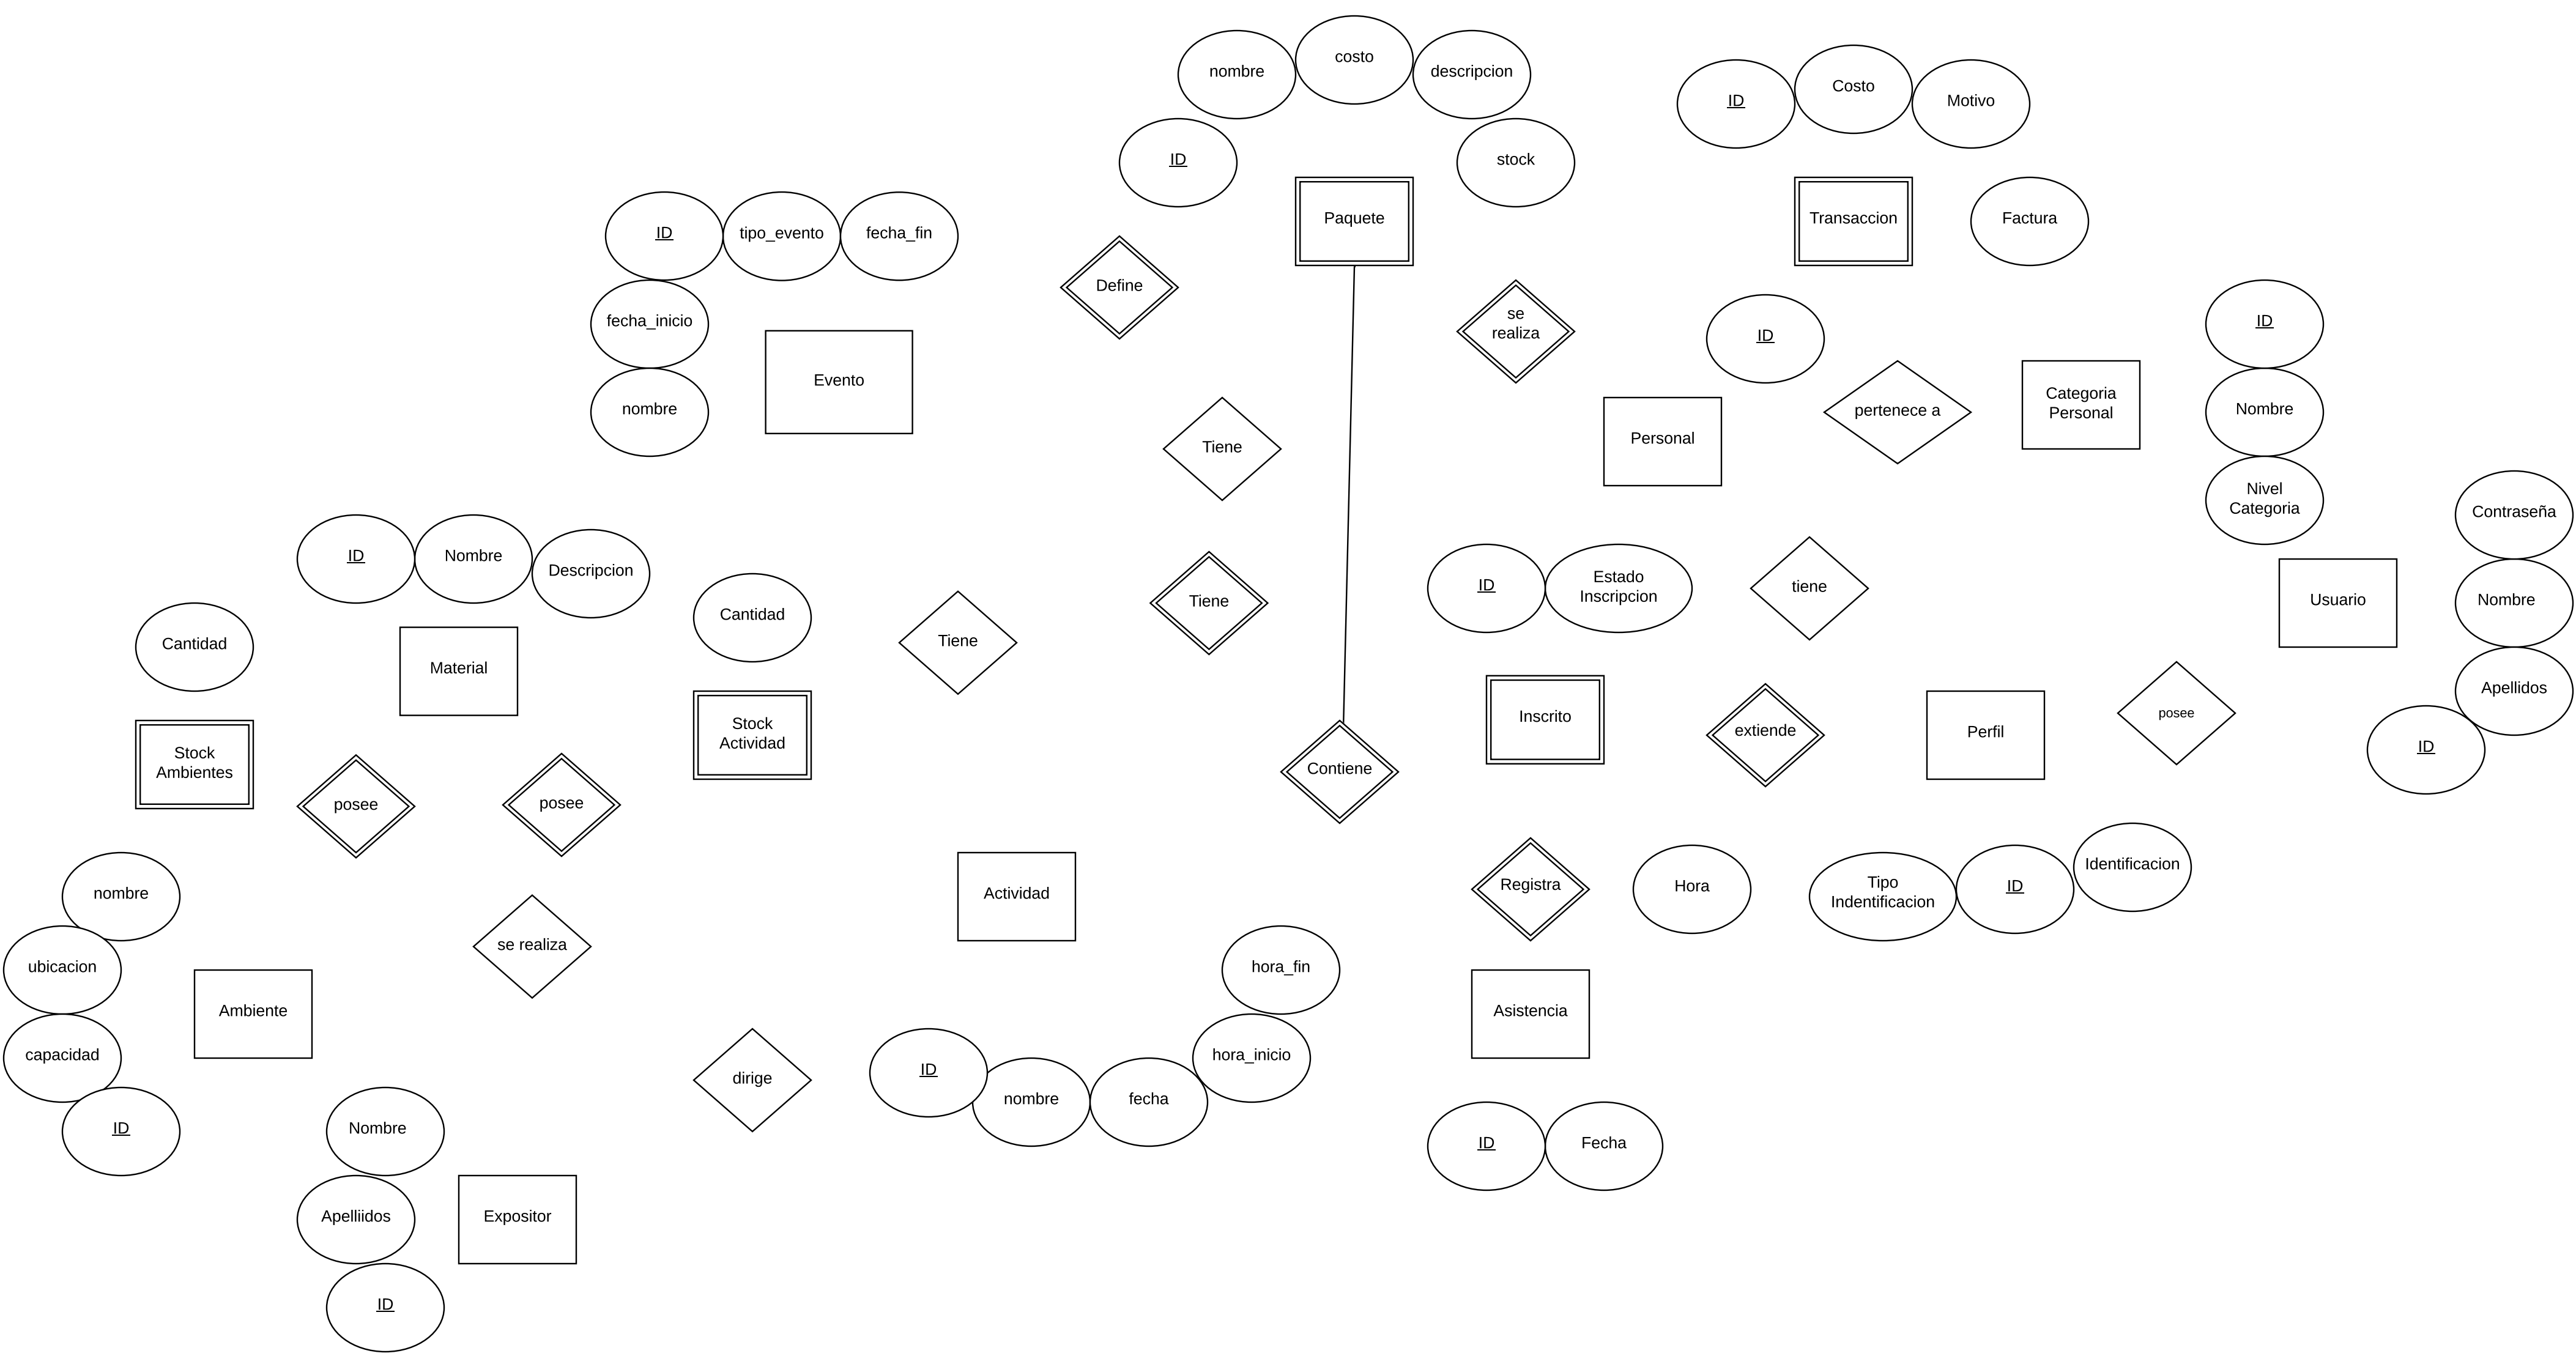 costo
nombre
descripcion
Costo
ID
Motivo
ID
stock
Paquete
Transaccion
Factura
ID
tipo_evento
fecha_fin
Define
se
realiza
fecha_inicio
ID
ID
Evento
nombre
Tiene
Personal
pertenece a
Categoria
Personal
Nombre
Nivel
Categoria
Contraseña
ID
Nombre
Descripcion
Cantidad
Cantidad
Material
Tiene
Tiene
ID
Estado
Inscripcion
tiene
Usuario
Nombre
Stock
Ambientes
Stock
Actividad
Inscrito
extiende
Perfil
posee
Apellidos
ID
posee
posee
Contiene
nombre
se realiza
Actividad
Registra
Hora
Tipo
Indentificacion
ID
Identificacion
ubicacion
hora_fin
Ambiente
Asistencia
capacidad
dirige
ID
nombre
fecha
hora_inicio
ID
Nombre
ID
Fecha
Apelliidos
Expositor
ID